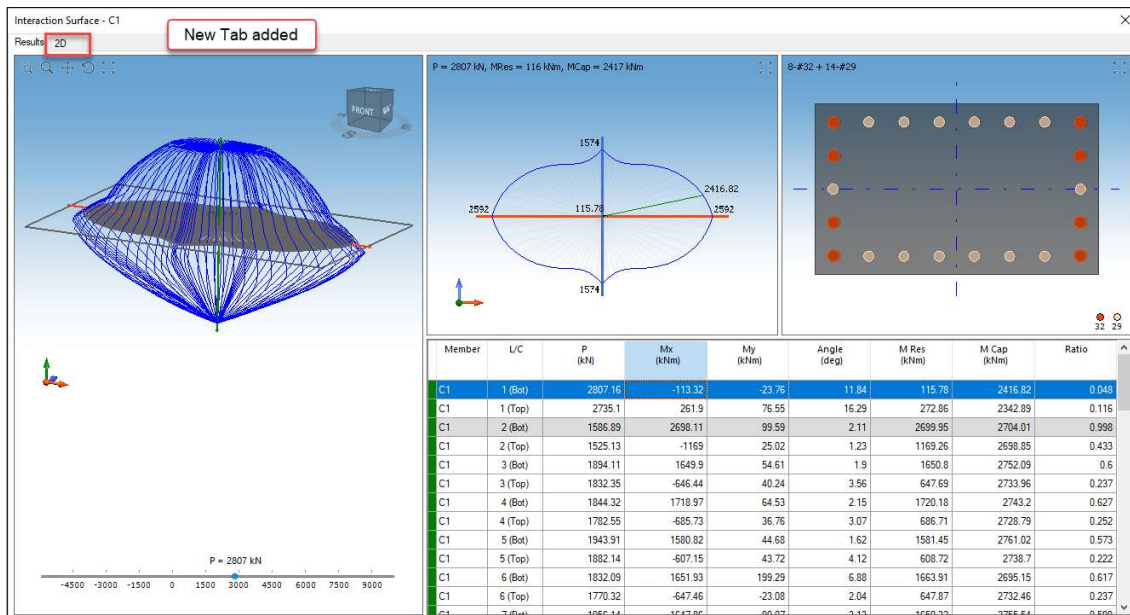 Interaction Surface - C1
Results 2D
New Tab added
FRONT
P = 2807 kN
-4500 -3000 -1500 0 1500 3000 4500 6000 7500 9000
P = 2807 kN, MRes = 116 kNm, MCap = 2417 kNm
1574
2416.82
2592 115.78 2592
1574
8-#32 + 14-#29
32 29
Member L/C P (kN) Mx (kNm) My (kNm) Angle (deg) M Res (kNm) M Cap (kNm) Ratio
C1 1 (Bot) 2807.16 -113.32 -23.76 11.84 115.78 2416.82 0.048
C1 1 (Top) 2735.1 261.9 76.55 16.29 272.86 2342.89 0.116
C1 2 (Bot) 1586.89 2698.11 99.59 2.11 2699.95 2704.01 0.998
C1 2 (Top) 1525.13 -1169 25.02 1.23 1169.26 2698.85 0.433
C1 3 (Bot) 1894.11 1649.9 54.61 1.9 1650.8 2752.09 0.6
C1 3 (Top) 1832.35 -646.44 40.24 3.56 647.69 2733.96 0.237
C1 4 (Bot) 1844.32 1718.97 64.53 2.15 1720.18 2743.2 0.627
C1 4 (Top) 1782.55 -685.73 36.76 3.07 686.71 2728.79 0.252
C1 5 (Bot) 1943.91 1580.82 44.68 1.62 1581.45 2761.02 0.573
C1 5 (Top) 1882.14 -607.15 43.72 4.12 608.72 2738.7 0.222
C1 6 (Bot) 1832.09 1651.93 199.29 6.88 1663.91 2695.15 0.617
C1 6 (Top) 1770.32 -647.46 -23.08 2.04 647.87 2732.46 0.237